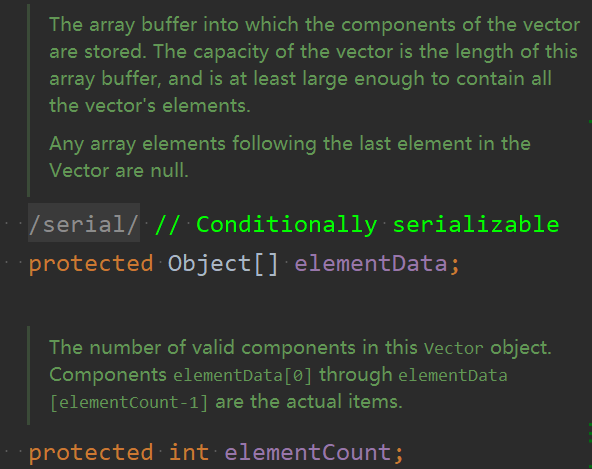 The array buffer into which the components of the vector
are stored. The capacity of the vector is the length of this
array buffer, and is at least large enough to contain all
the vector's elements.
Any array elements following the last element in the
Vector are null.
/serial/ // Conditionally serializable
protected Object[] elementData;
The number of valid components in this Vector object.
Components elementData[0] through elementData
[elementCount-1] are the actual items.
protected int elementCount;